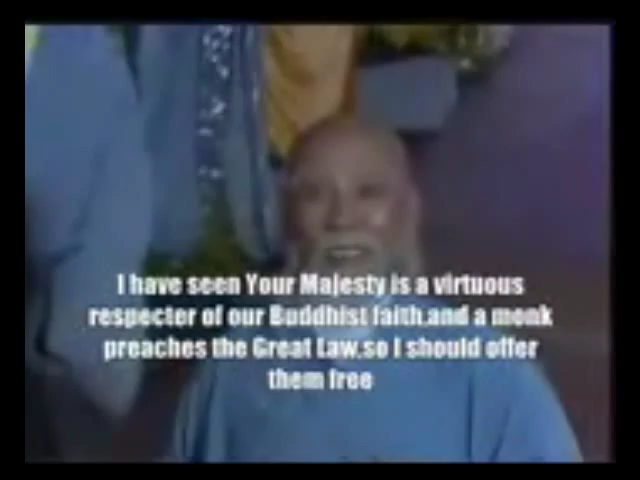 I have seen Your Majesty is a virtuous
respecter of our Buddhist faith.and a monk
preaches the Great Law.so I should offer
them free